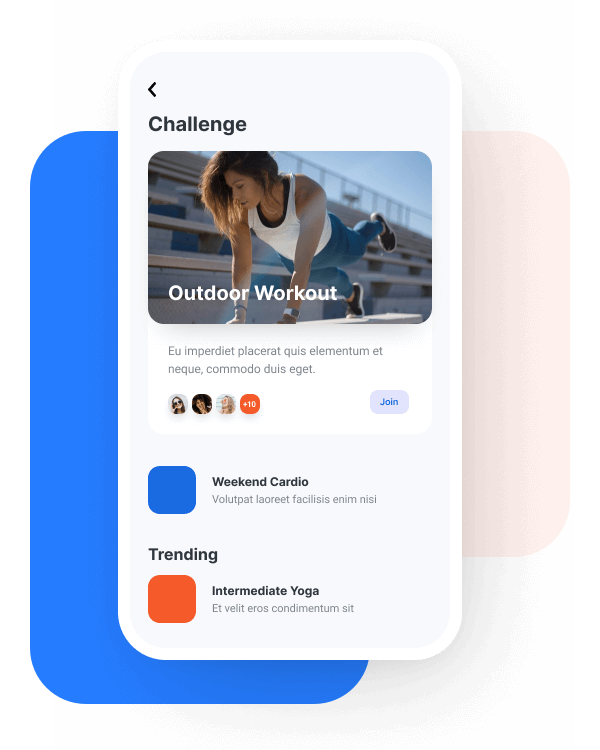 Challenge
Outdoor Workout
Eu imperdiet placerat quis elementum et
neque, commodo duis eget.
+10
Join
Weekend Cardio
Volutpat laoreet facilisis enim nisi
Trending
Intermediate Yoga
Et velit eros condimentum sit